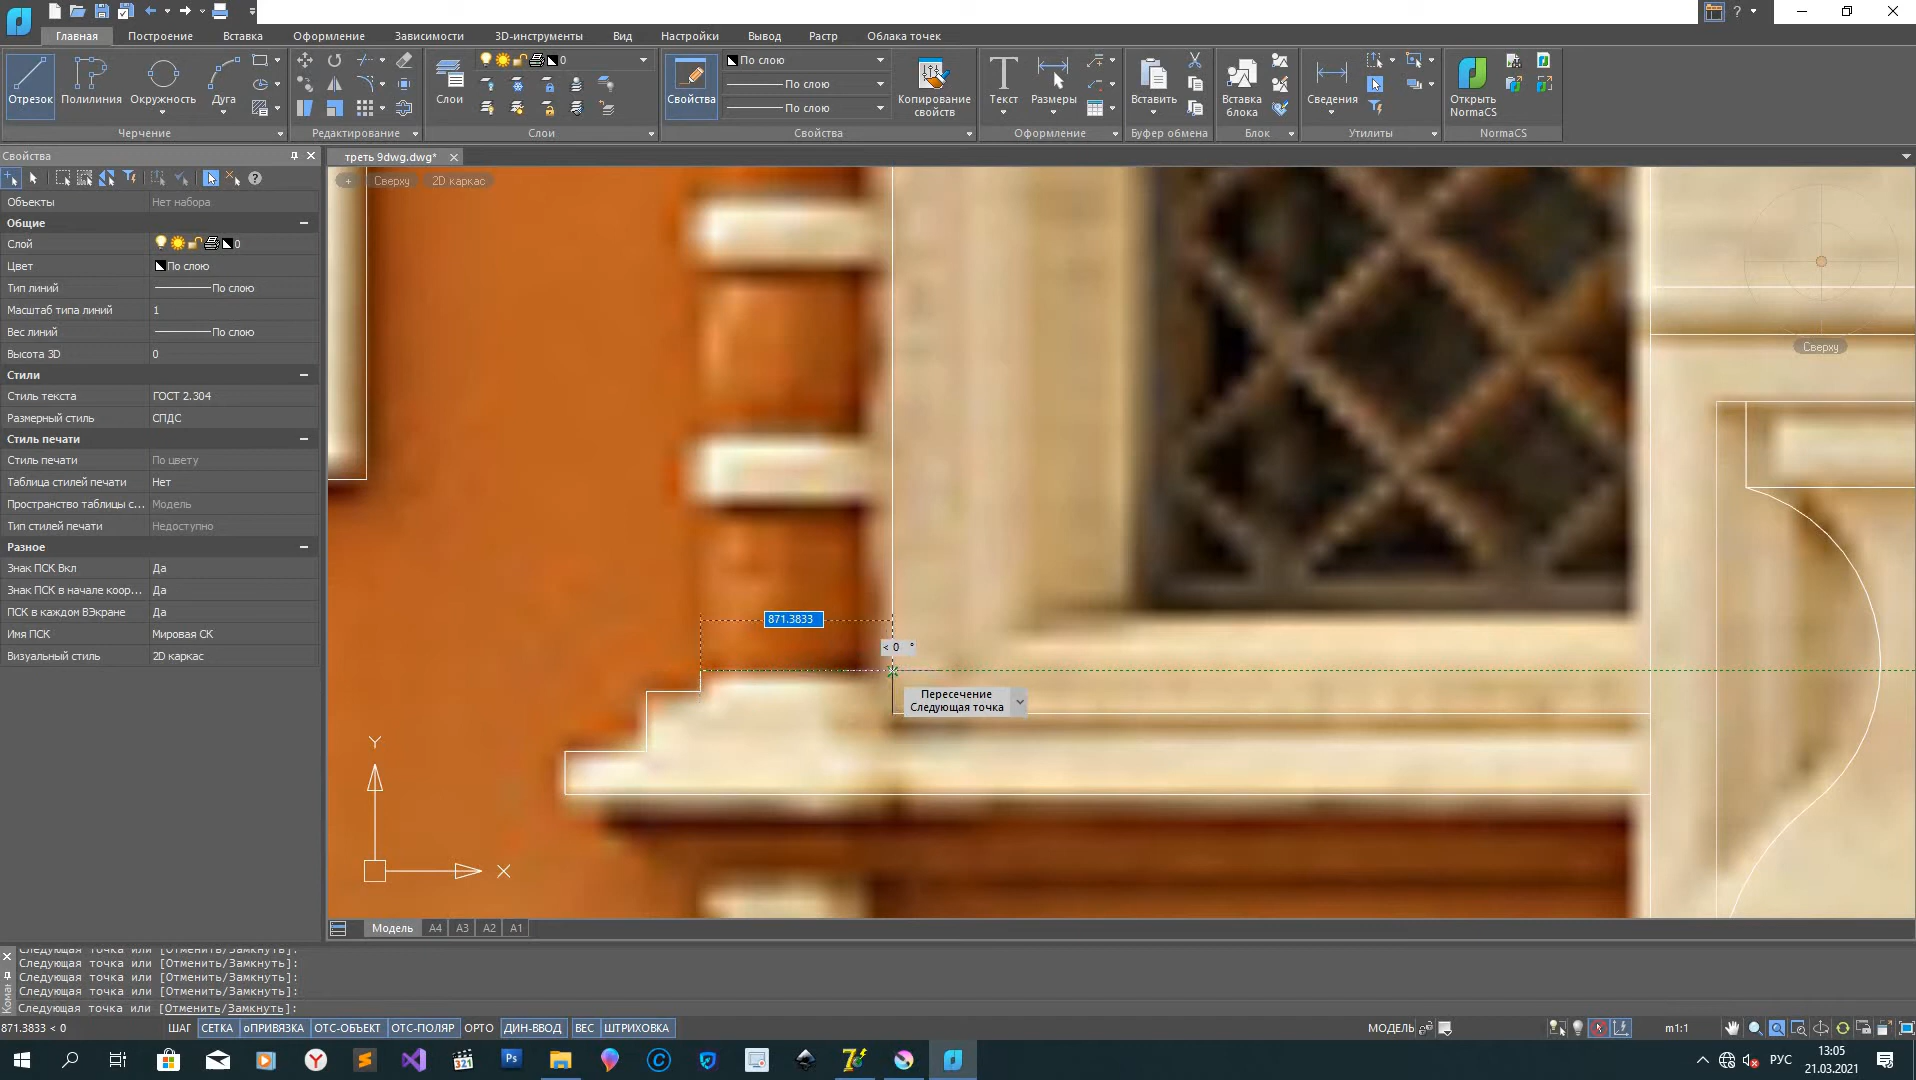 Главная Построение Вставка Оформление Зависимости 3D-инструменты Вид Настройки Вывод Растр Облака точек
Отрезок Полилиния Окружность Дуга
Слои
0
Свойства
По слою
По слою
По слою
Копирование свойств
Текст Размеры
Вставить
Вставка блока
Сведения
Открыть NormaCS
Черчение Редактирование Слои Свойства Оформление Буфер обмена Блок Утилиты NormaCS
Свойства
треть 9dwg.dwg*
+ Сверху 2D каркас
Объекты Нет набора
Общие
Слой 0
Цвет По слою
Тип линий По слою
Масштаб типа линий 1
Вес линий По слою
Высота 3D 0
Стили
Стиль текста ГОСТ 2.304
Размерный стиль СПДС
Стиль печати
Стиль печати По цвету
Таблица стилей печати Нет
Пространство таблицы с... Модель
Тип стилей печати Недоступно
Разное
Знак ПСК Вкл Да
Знак ПСК в начале коор... Да
ПСК в каждом ВЭкране Да
Имя ПСК Мировая СК
Визуальный стиль 2D каркас
Сверху
871.3833
< 0 °
Пересечение
Следующая точка
Y
X
Модель A4 A3 A2 A1
Следующая точка или [Отменить/Замкнуть]:
Следующая точка или [Отменить/Замкнуть]:
Следующая точка или [Отменить/Замкнуть]:
Следующая точка или [Отменить/Замкнуть]:
Следующая точка или [Отменить/Замкнуть]:
871.3833 < 0 ШАГ СЕТКА оПРИВЯЗКА ОТС-ОБЪЕКТ ОТС-ПОЛЯР ОРТО ДИН-ВВОД ВЕС ШТРИХОВКА МОДЕЛЬ m1:1
321 Ps РУС
13:05
21.03.2021